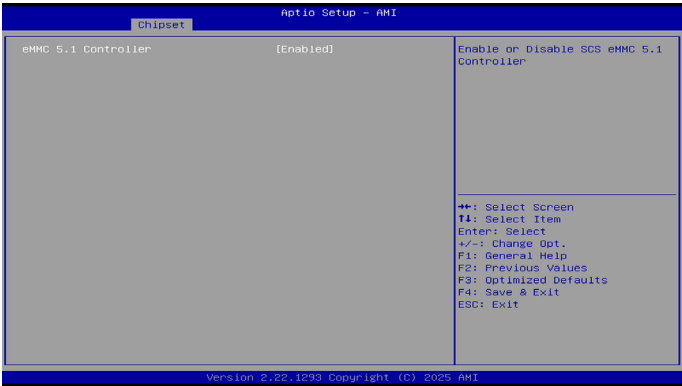 Aptio Setup - AMI
Chipset
eMMC 5.1 Controller [Enabled]
Enable or Disable SCS eMMC 5.1
Controller
→←: Select Screen
↑↓: Select Item
Enter: Select
+/-: Change Opt.
F1: General Help
F2: Previous Values
F3: Optimized Defaults
F4: Save & Exit
ESC: Exit
Version 2.22.1293 Copyright (C) 2025 AMI